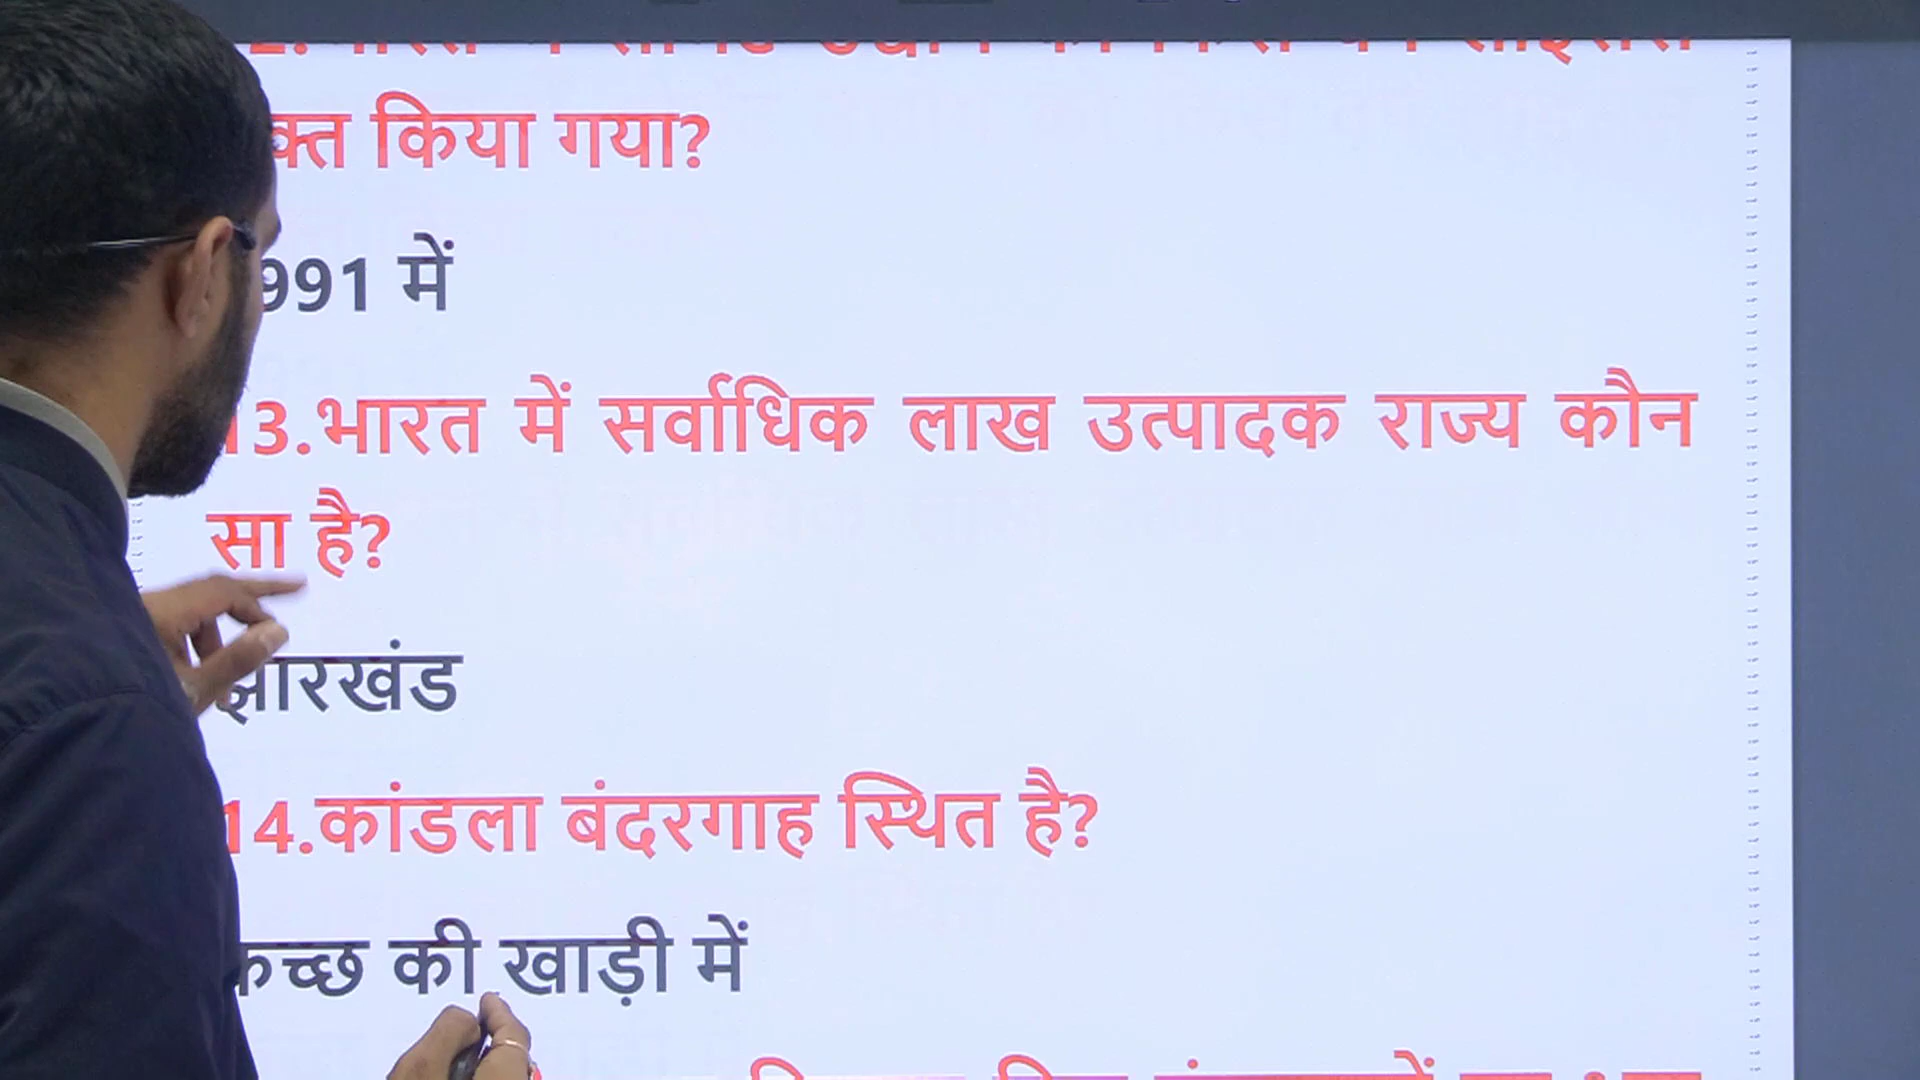 किया गया?
991 में
13.भारत में सर्वाधिक लाख उत्पादक राज्य कौन
सा है?
झारखंड
14.कांडला बंदरगाह स्थित है?
कच्छ की खाड़ी में